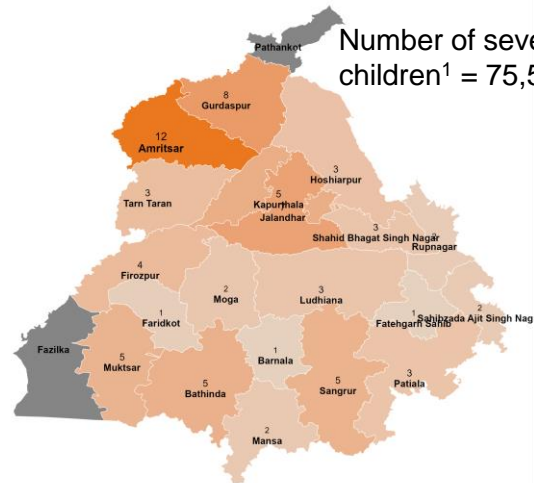 Pathankot
Number of seve
children¹ = 75,5
8
Gurdaspur
12
Amritsar
3
Hoshiarpur
3
Tarn Taran
5
Kapurthala
Jalandhar
3
Shahid Bhagat Singh Nagar
Rupnagar
4
Firozpur
2
Moga
3
Ludhiana
1
Faridkot
1
Fatehgarh Sahib
2
Sahibzada Ajit Singh Nag
Fazilka
5
Muktsar
5
Bathinda
1
Barnala
5
Sangrur
3
Patiala
2
Mansa